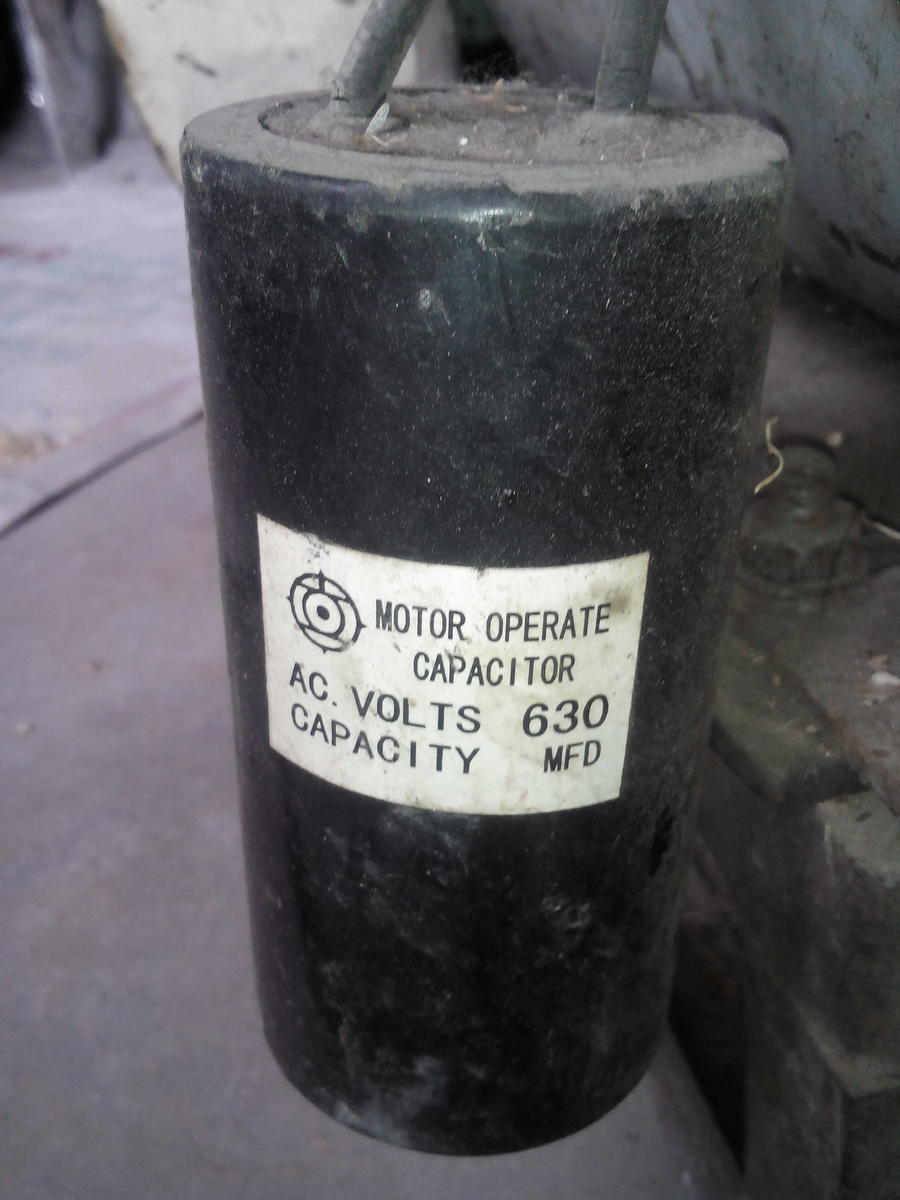 MOTOR OPERATE
CAPACITOR
AC. VOLTS 630
CAPACITY MFD